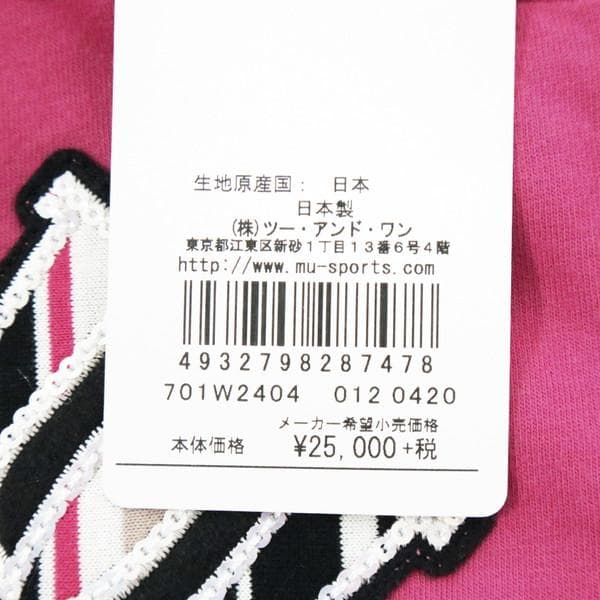 生地原産国： 日本
日本製
(株)ツー・アンド・ワン
東京都江東区新砂１丁目１３番６号４階
http://www.mu-sports.com
4932798287478
701W2404 012 0420
メーカー希望小売価格
本体価格 ¥25,000+税